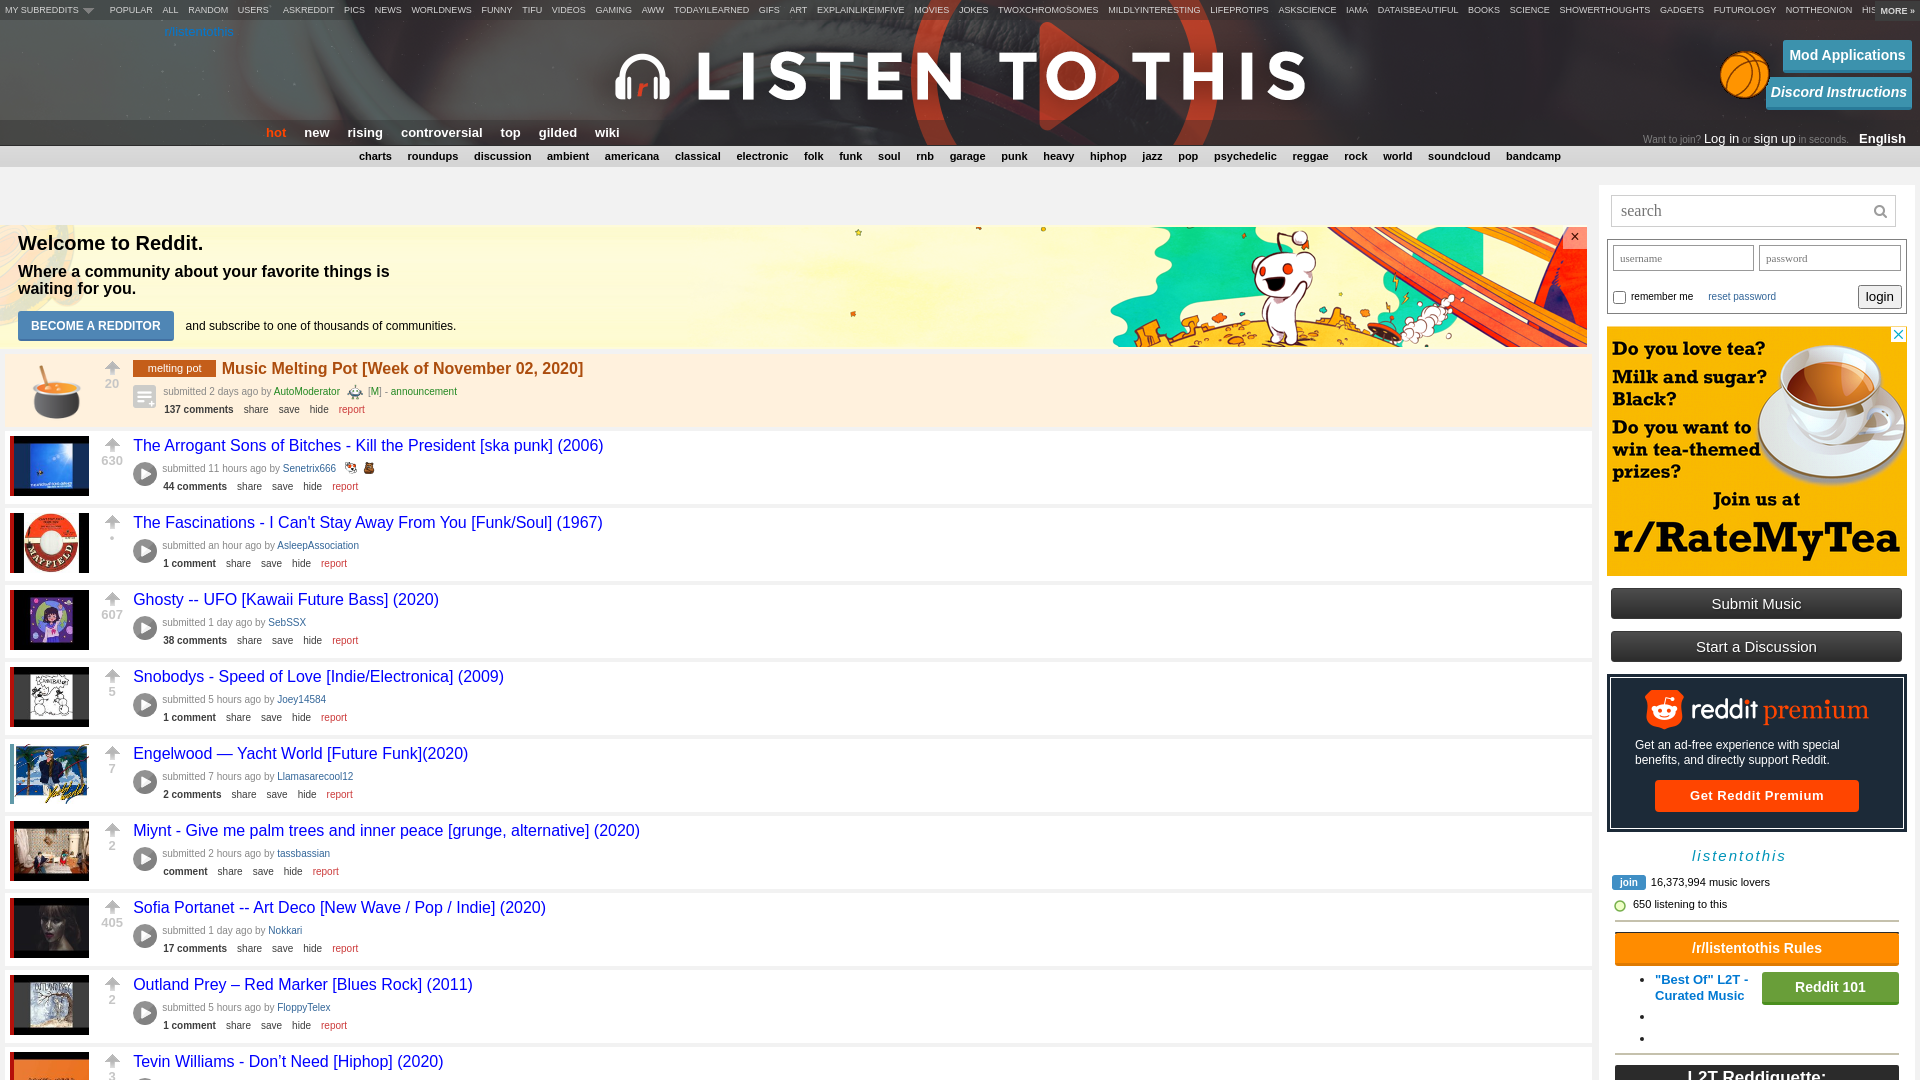 MY SUBREDDITS POPULAR ALL RANDOM USERS ASKREDDIT PICS NEWS WORLDNEWS FUNNY TIFU VIDEOS GAMING AWW TODAYILEARNED GIFS ART EXPLAINLIKEIMFIVE MOVIES JOKES TWOXCHROMOSOMES MILDLYINTERESTING LIFEPROTIPS ASKSCIENCE IAMA DATAISBEAUTIFUL BOOKS SCIENCE SHOWERTHOUGHTS GADGETS FUTUROLOGY NOTTHEONION HIS MORE »
LISTEN TO THIS
Mod Applications
Discord Instructions
hot new rising controversial top gilded wiki
Want to join? Log in or sign up in seconds. English
charts roundups discussion ambient americana classical electronic folk funk soul rnb garage punk heavy hiphop jazz pop psychedelic reggae rock world soundcloud bandcamp
Welcome to Reddit.
Where a community about your favorite things is
waiting for you.
BECOME A REDDITOR and subscribe to one of thousands of communities.
×
20
melting pot Music Melting Pot [Week of November 02, 2020]
submitted 2 days ago by AutoModerator [M] - announcement
137 comments share save hide report
630
The Arrogant Sons of Bitches - Kill the President [ska punk] (2006)
submitted 11 hours ago by Senetrix666
44 comments share save hide report
MAYFIELD
•
The Fascinations - I Can't Stay Away From You [Funk/Soul] (1967)
submitted an hour ago by AsleepAssociation
1 comment share save hide report
607
Ghosty -- UFO [Kawaii Future Bass] (2020)
submitted 1 day ago by SebSSX
38 comments share save hide report
5
Snobodys - Speed of Love [Indie/Electronica] (2009)
submitted 5 hours ago by Joey14584
1 comment share save hide report
7
Engelwood — Yacht World [Future Funk](2020)
submitted 7 hours ago by Llamasarecool12
2 comments share save hide report
2
Miynt - Give me palm trees and inner peace [grunge, alternative] (2020)
submitted 2 hours ago by tassbassian
comment share save hide report
405
Sofia Portanet -- Art Deco [New Wave / Pop / Indie] (2020)
submitted 1 day ago by Nokkari
17 comments share save hide report
2
Outland Prey – Red Marker [Blues Rock] (2011)
submitted 5 hours ago by FloppyTelex
1 comment share save hide report
3
Tevin Williams - Don’t Need [Hiphop] (2020)
search
username password
remember me reset password login
Do you love tea?
Milk and sugar?
Black?
Do you want to
win tea-themed
prizes?
Join us at
r/RateMyTea
Submit Music
Start a Discussion
reddit premium
Get an ad-free experience with special
benefits, and directly support Reddit.
Get Reddit Premium
listentothis
join 16,373,994 music lovers
650 listening to this
/r/listentothis Rules
"Best Of" L2T -
Curated Music
Reddit 101
L2T Reddiquette: